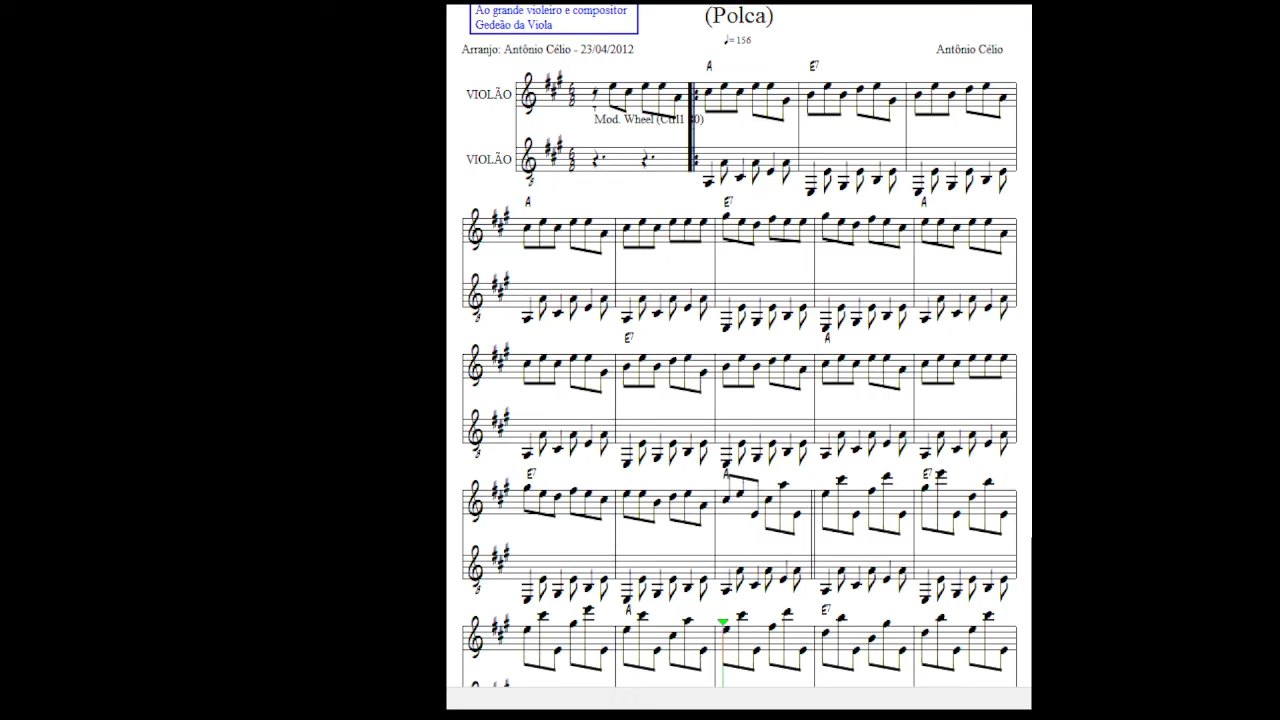 Ao grande violeiro e compositor
Gedeão da Viola
(Polca)
♩=156
Arranjo: Antônio Célio - 23/04/2012
Antônio Célio
A E7
VIOLÃO
Mod. Wheel (Ctrl1
VIOLÃO
A E7 A
E7 A
E7 A E7
A E7